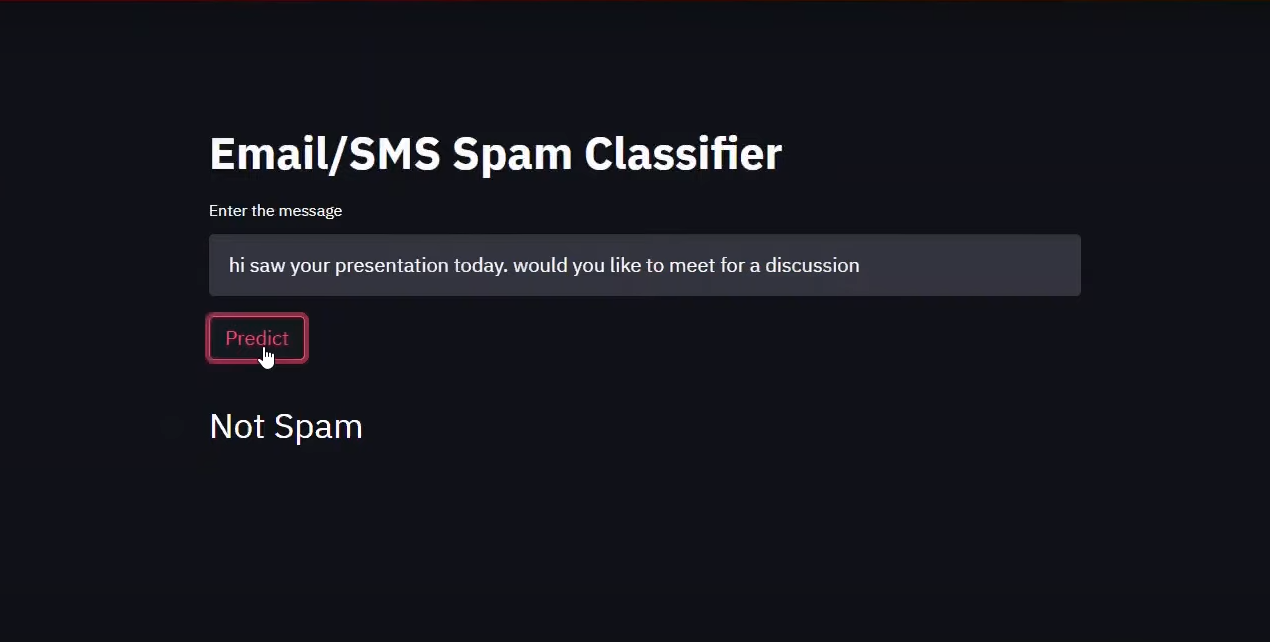 Email/SMS Spam Classifier
Enter the message
hi saw your presentation today. would you like to meet for a discussion
Predict
Not Spam